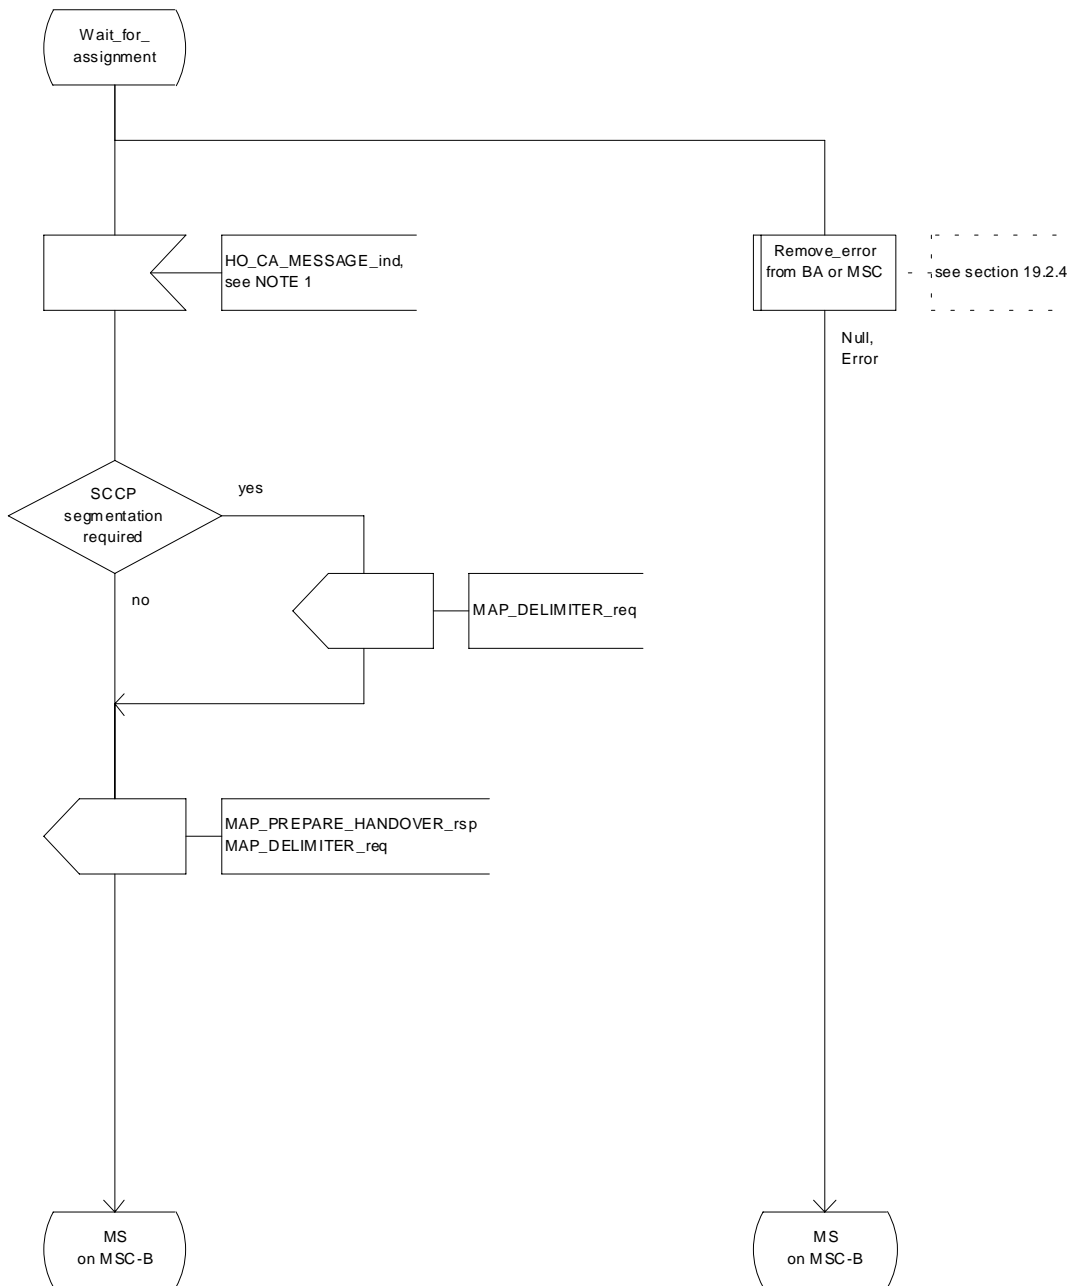 Wait_for_
assignment
HO_CA_MESSAGE_ind,
see NOTE 1
Remove_error
from BA or MSC
see section 19.2.4
Null,
Error
SCCP
segmentation
required
yes
no
MAP_DELIMITER_req
MAP_PREPARE_HANDOVER_rsp
MAP_DELIMITER_req
MS
on MSC-B
MS
on MSC-B